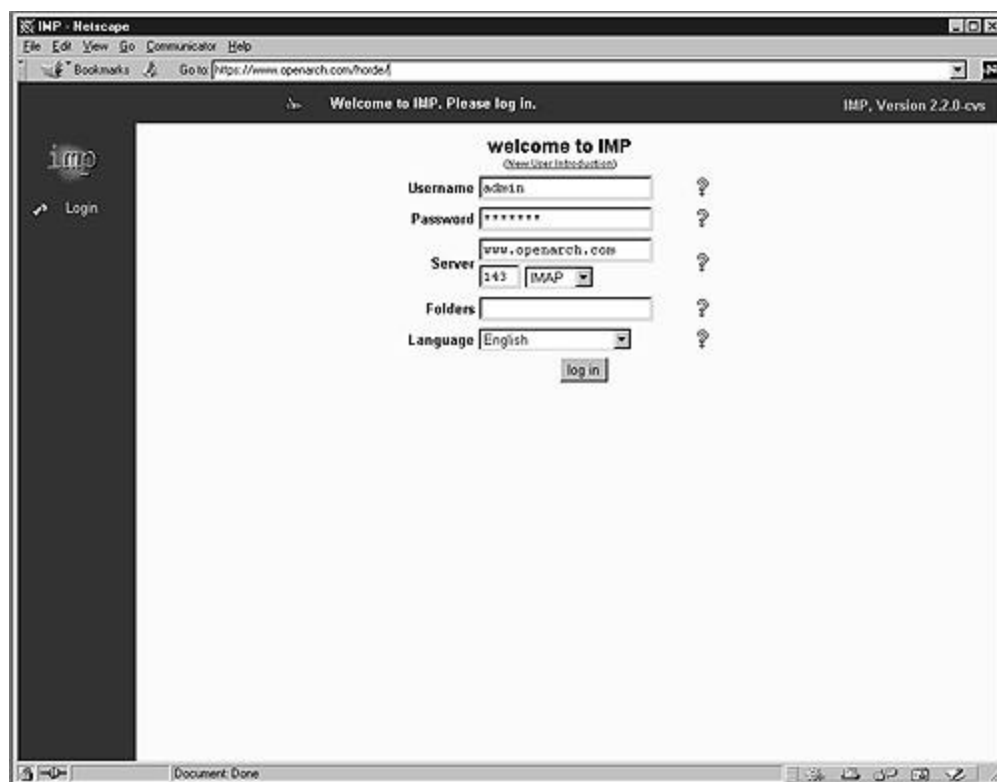 IMP - Netscape
File Edit View Go Communicator Help
Bookmarks Go to: https://www.openarch.com/horde/
Welcome to IMP. Please log in. IMP, Version 2.2.0-cvs
imp
Login
welcome to IMP
(New User Introduction)
Username admin ?
Password ******* ?
Server www.openarch.com ?
143 IMAP
Folders ?
Language English ?
log in
Document: Done